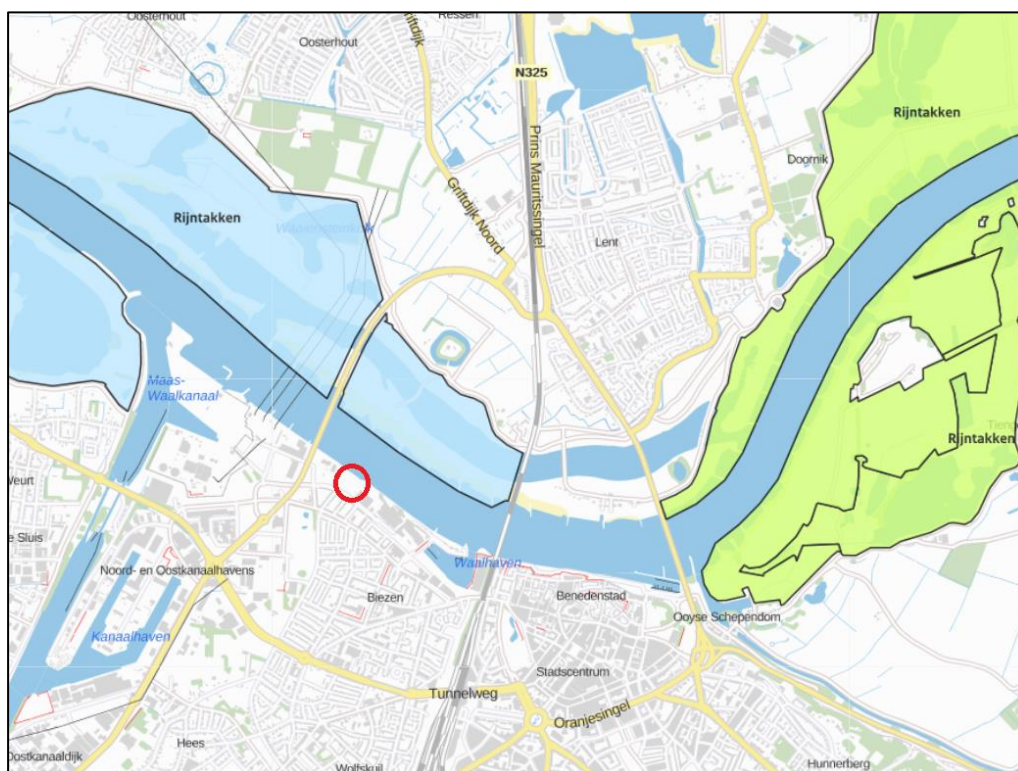 Oosterhout
Ressen
Oosterhout
Griftdijk
N325
Rijntakken
Prins Mauritssingel
Doornik
Rijntakken
Griftdijk Noord
Lent
Maas-
Waalkanaal
Rijntakken
Weurt
e Sluis
Waalhaven
Noord- en Oostkanaalhavens
Biezen
Benedenstad
Ooyse Schependom
Kanaalhaven
Stadscentrum
Tunnelweg
Oranjesingel
Hees
Oostkanaaldijk
Wolfskuil
Hunnerberg